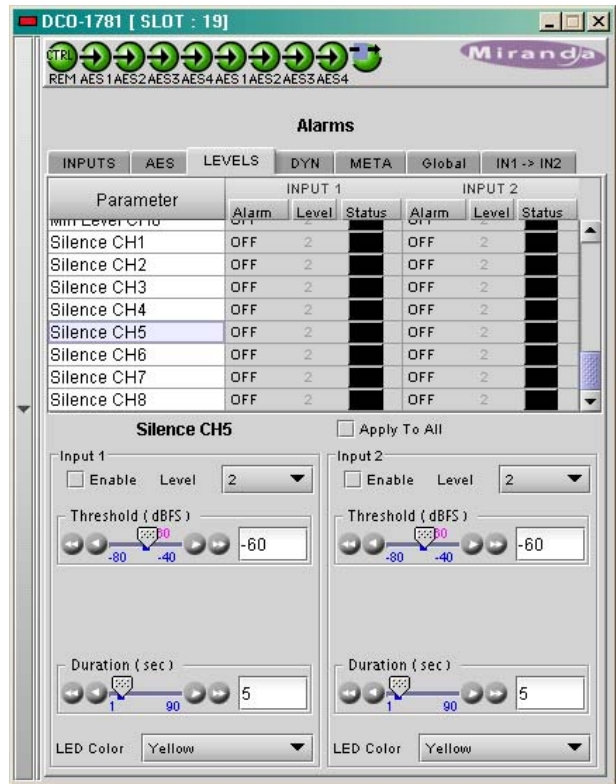 DCO-1781 [ SLOT : 19]
CTRL
Miranda
REM AES1 AES2 AES3 AES4 AES1 AES2 AES3 AES4
Alarms
INPUTS AES LEVELS DYN META Global IN1 -> IN2
Parameter INPUT 1 INPUT 2
Alarm Level Status Alarm Level Status
Silence CH1 OFF 2 OFF 2
Silence CH2 OFF 2 OFF 2
Silence CH3 OFF 2 OFF 2
Silence CH4 OFF 2 OFF 2
Silence CH5 OFF 2 OFF 2
Silence CH6 OFF 2 OFF 2
Silence CH7 OFF 2 OFF 2
Silence CH8 OFF 2 OFF 2
Silence CH5 Apply To All
Input 1 Input 2
Enable Level 2 Enable Level 2
Threshold ( dBFS ) Threshold ( dBFS )
-60 -60
-80 -40 -80 -40
Duration ( sec ) Duration ( sec )
5 5
1 90 1 90
LED Color Yellow LED Color Yellow